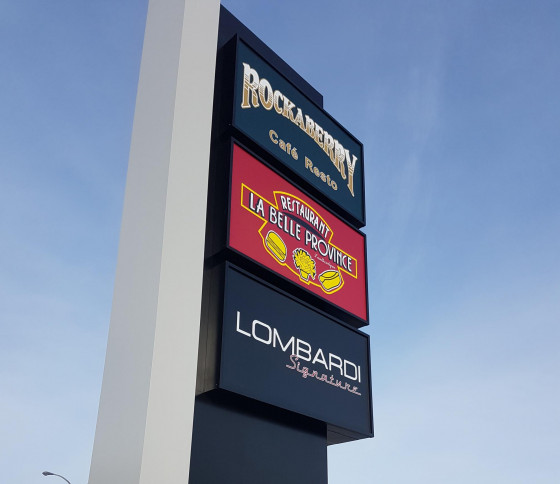 ROCKABERRY
Café Resto
RESTAURANT
LA BELLE PROVINCE
LOMBARDI
Signature